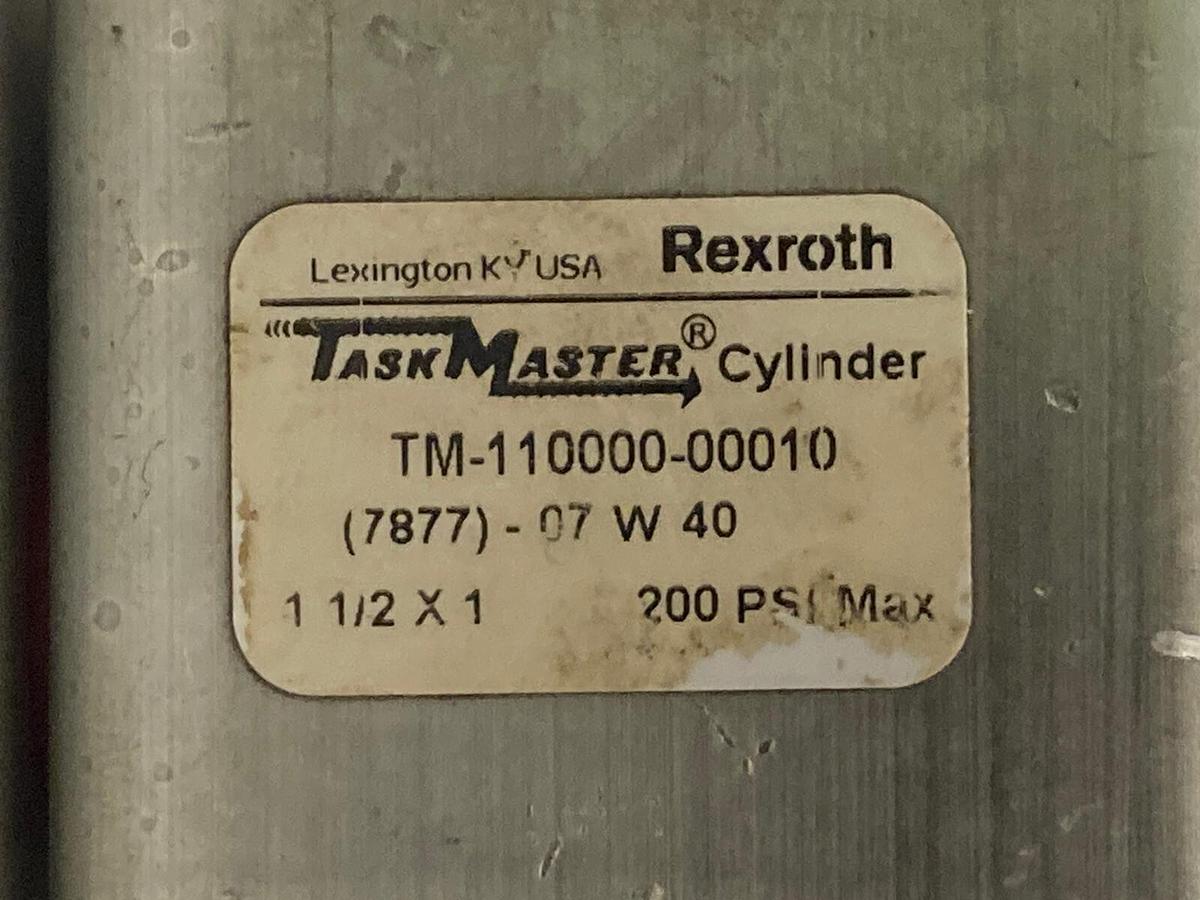 Lexington KY USA Rexroth
TASKMASTER® Cylinder
TM-110000-00010
(7877) - 07 W 40
1 1/2 X 1 200 PSI Max